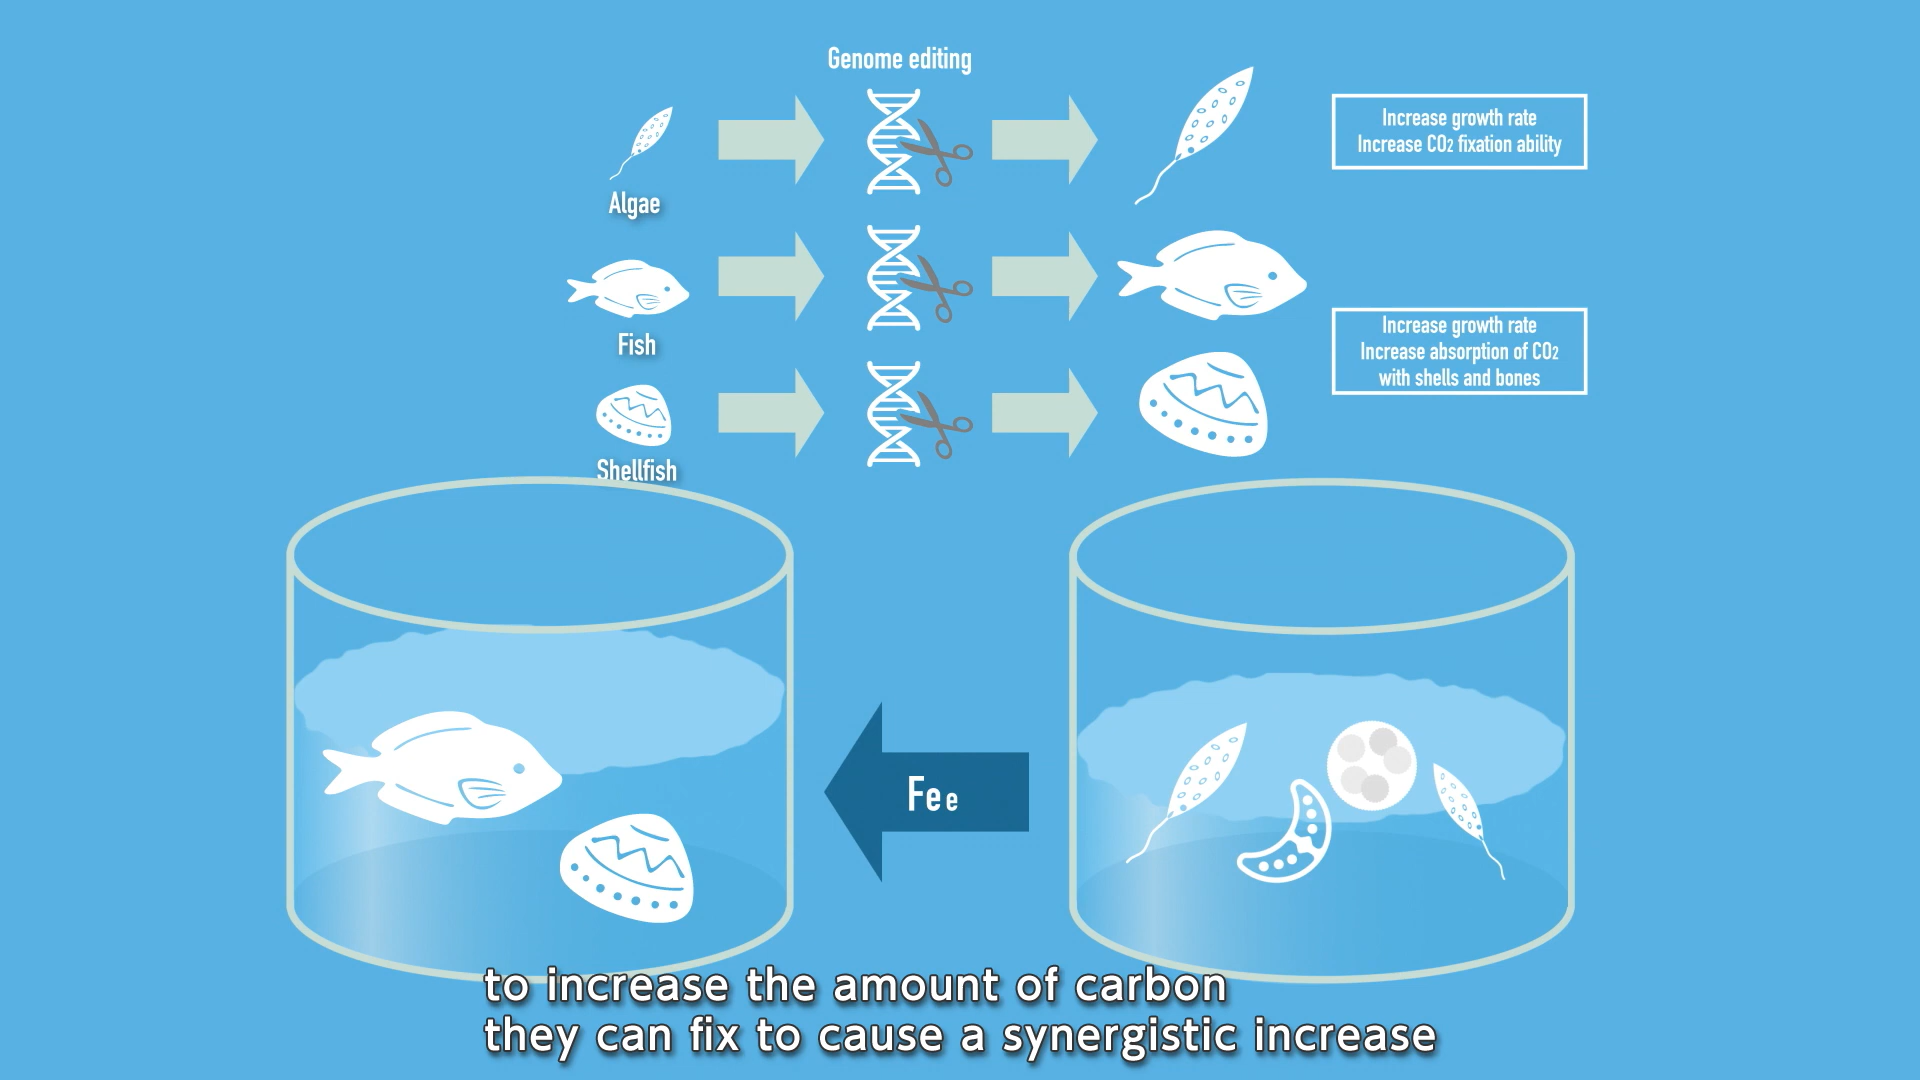 Genome editing
Algae
Increase growth rate
Increase CO2 fixation ability
Fish
Increase growth rate
Increase absorption of CO2
with shells and bones
Shellfish
Fee
to increase the amount of carbon
they can fix to cause a synergistic increase